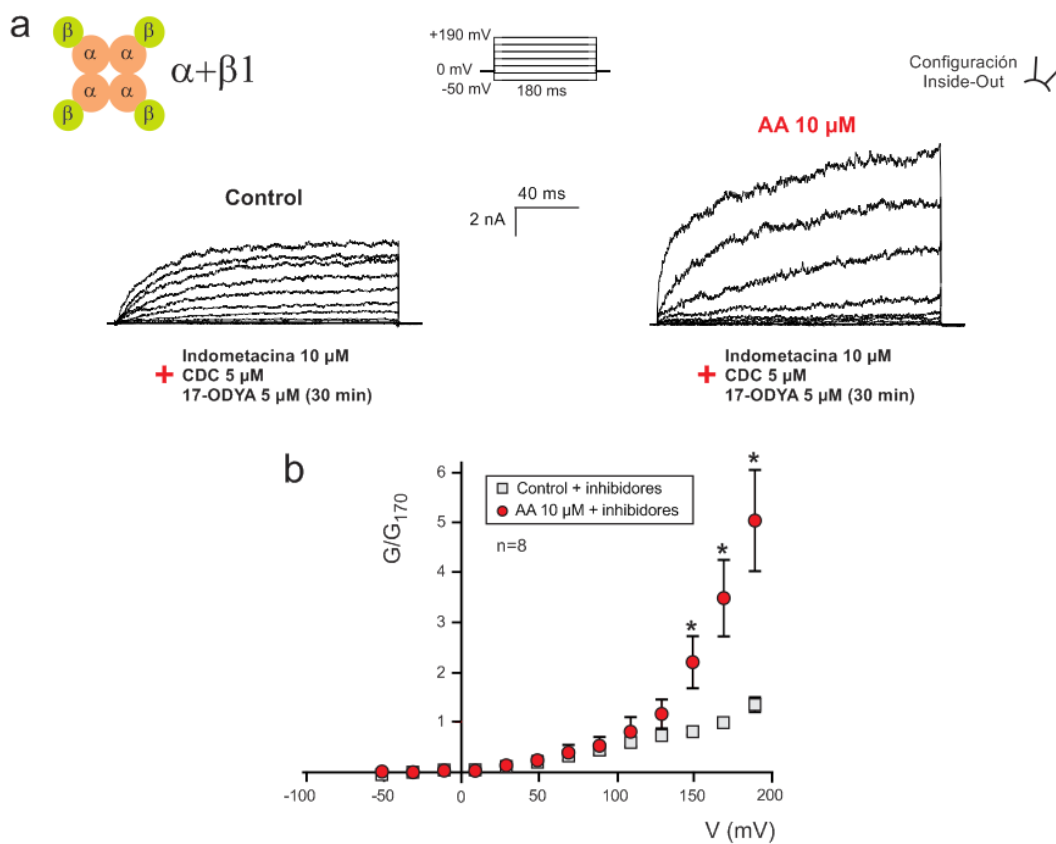 a
β
β
α
α
α
α
β
β
α+β1
+190 mV
0 mV
-50 mV
180 ms
Configuración
Inside-Out
AA 10 µM
Control
40 ms
2 nA
+
Indometacina 10 µM
CDC 5 µM
17-ODYA 5 µM (30 min)
+
Indometacina 10 µM
CDC 5 µM
17-ODYA 5 µM (30 min)
b
G/G170
6
5
4
3
2
1
Control + inhibidores
AA 10 µM + inhibidores
n=8
*
*
*
-100
-50
0
50
100
150
200
V (mV)